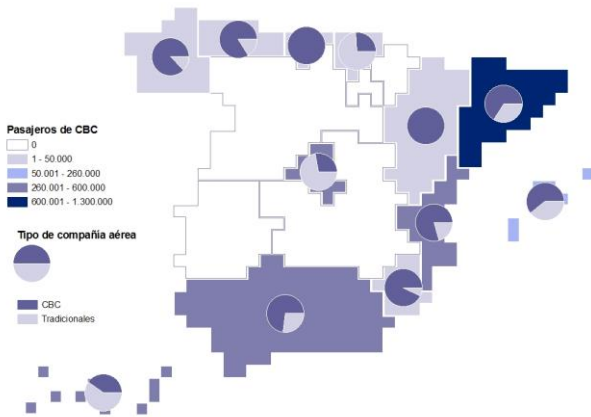 Pasajeros de CBC
0
1 - 50.000
50.001 - 260.000
260.001 - 600.000
600.001 - 1.300.000
Tipo de compañia aérea
CBC
Tradicionales